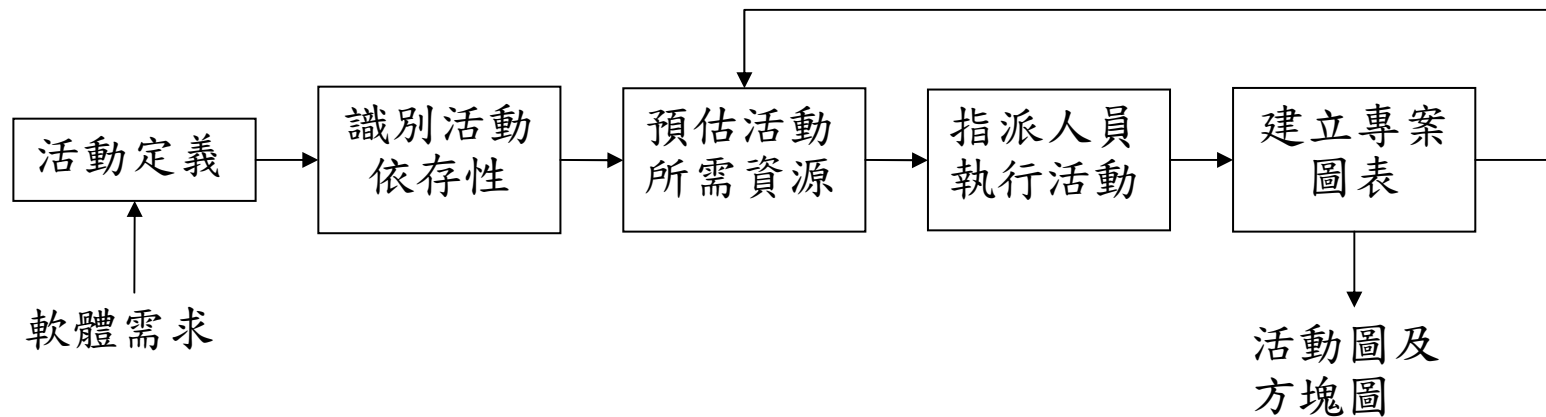 活動定義
識別活動
依存性
預估活動
所需資源
指派人員
執行活動
建立專案
圖表
軟體需求
活動圖及
方塊圖